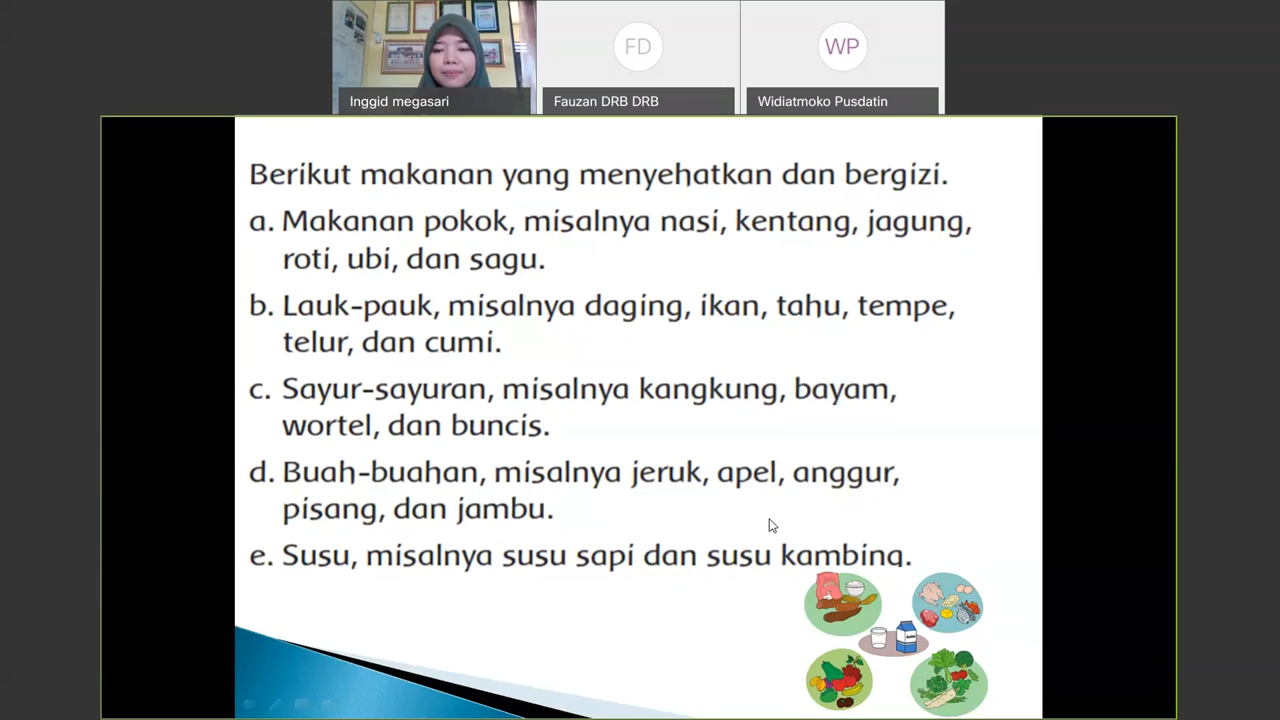 FD
WP
Inggid megasari
Fauzan DRB DRB
Widiatmoko Pusdatin
Berikut makanan yang menyehatkan dan bergizi.
a. Makanan pokok, misalnya nasi, kentang, jagung,
roti, ubi, dan sagu.
b. Lauk-pauk, misalnya daging, ikan, tahu, tempe,
telur, dan cumi.
c. Sayur-sayuran, misalnya kangkung, bayam,
wortel, dan buncis.
d. Buah-buahan, misalnya jeruk, apel, anggur,
pisang, dan jambu.
e. Susu, misalnya susu sapi dan susu kambing.